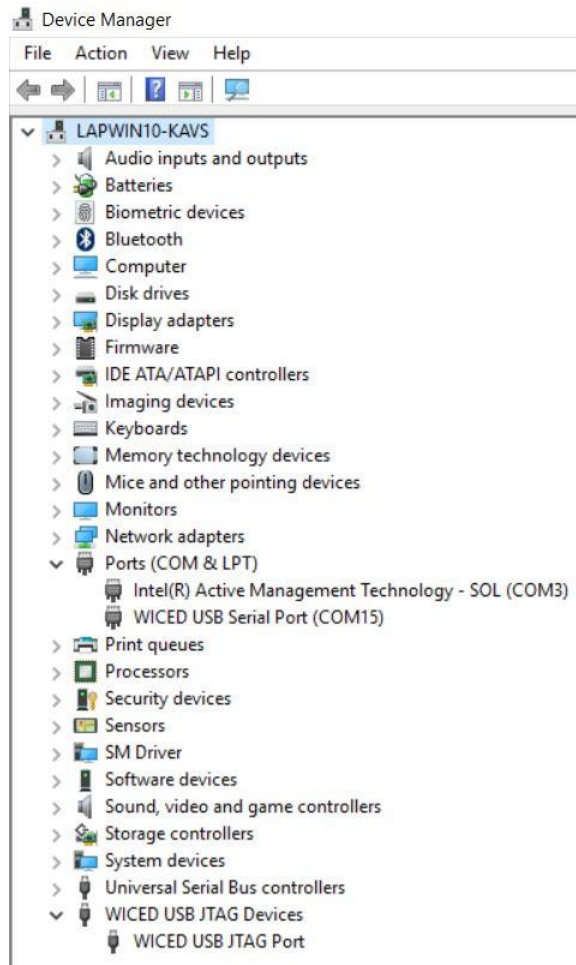 Device Manager
File Action View Help
LAPWIN10-KAVS
Audio inputs and outputs
Batteries
Biometric devices
Bluetooth
Computer
Disk drives
Display adapters
Firmware
IDE ATA/ATAPI controllers
Imaging devices
Keyboards
Memory technology devices
Mice and other pointing devices
Monitors
Network adapters
Ports (COM & LPT)
Intel(R) Active Management Technology - SOL (COM3)
WICED USB Serial Port (COM15)
Print queues
Processors
Security devices
Sensors
SM Driver
Software devices
Sound, video and game controllers
Storage controllers
System devices
Universal Serial Bus controllers
WICED USB JTAG Devices
WICED USB JTAG Port